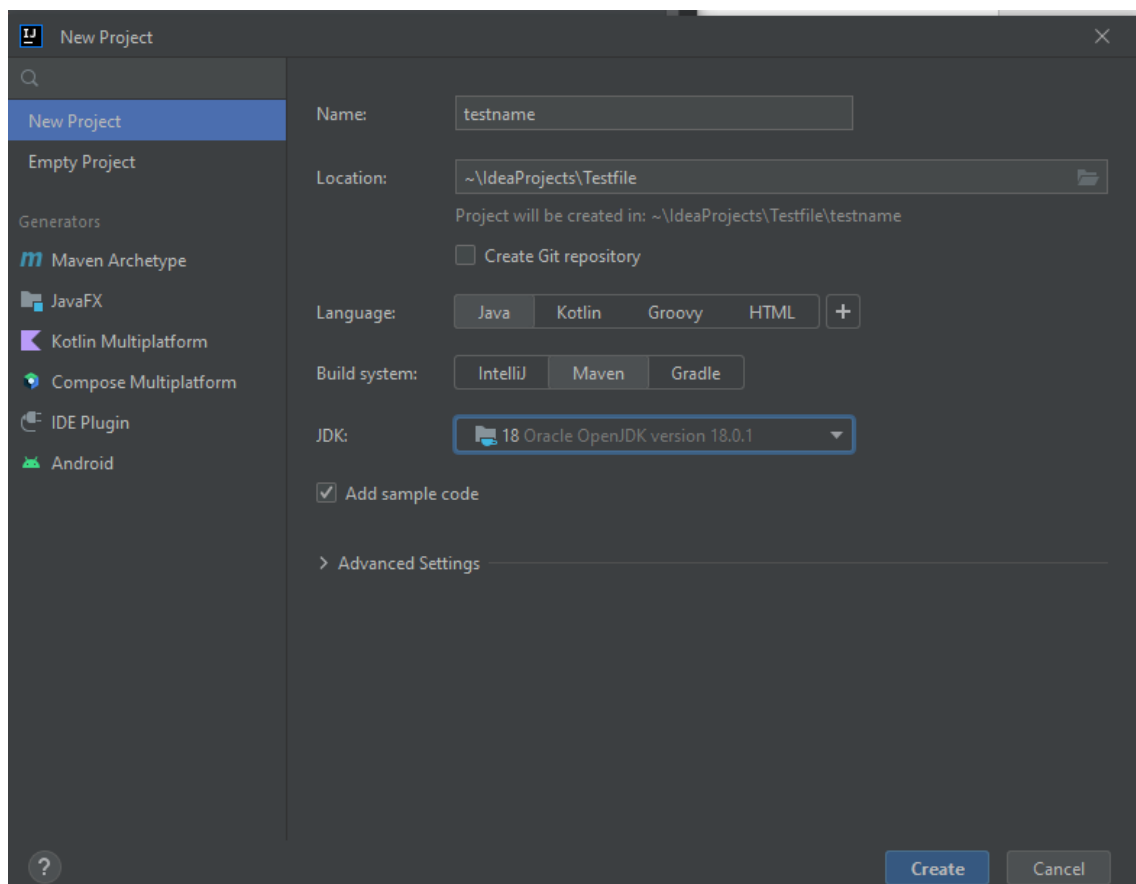 New Project
New Project
Empty Project
Generators
Maven Archetype
JavaFX
Kotlin Multiplatform
Compose Multiplatform
IDE Plugin
Android
Name: testname
Location: ~\IdeaProjects\Testfile
Project will be created in: ~\IdeaProjects\Testfile\testname
Create Git repository
Language: Java Kotlin Groovy HTML +
Build system: IntelliJ Maven Gradle
JDK: 18 Oracle OpenJDK version 18.0.1
Add sample code
Advanced Settings
? Create Cancel